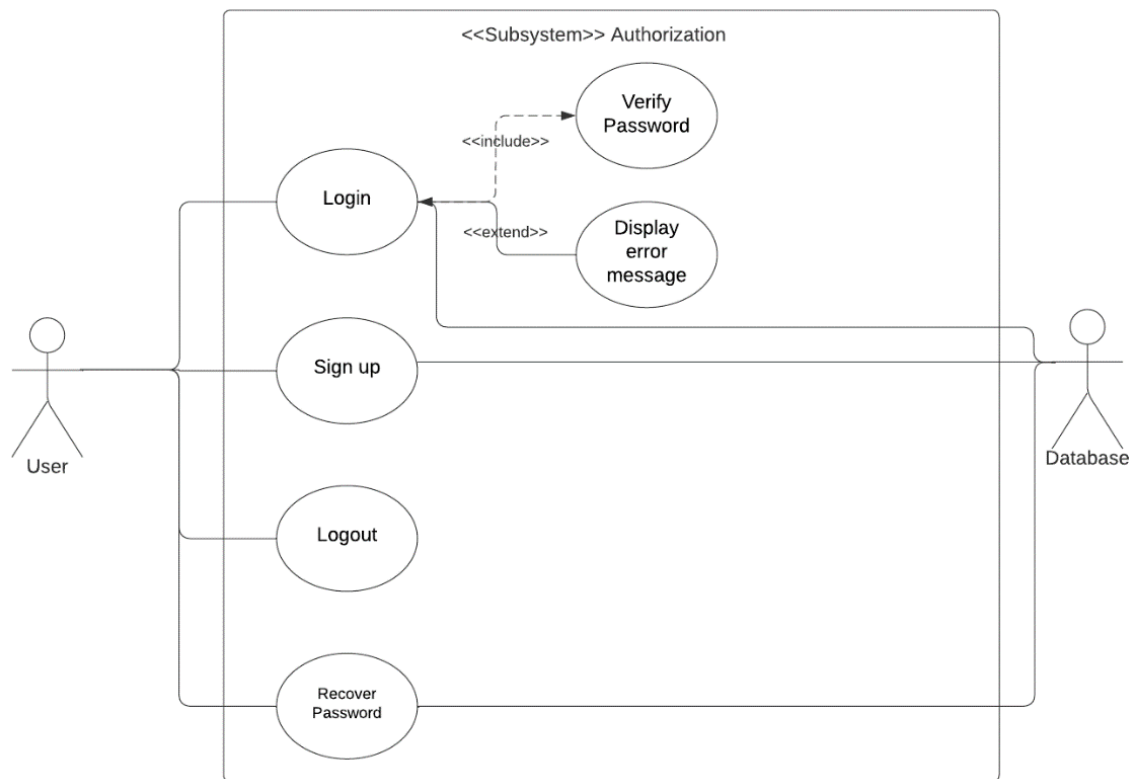 <<Subsystem>> Authorization
Verify
Password
<<include>>
Login
<<extend>>
Display
error
message
Sign up
User
Database
Logout
Recover
Password